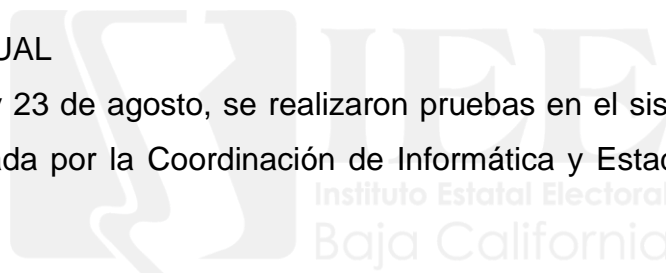 UAL
y 23 de agosto, se realizaron pruebas en el sis
ada por la Coordinación de Informática y Estad
IEE
Instituto Estatal Electoral
Baja California